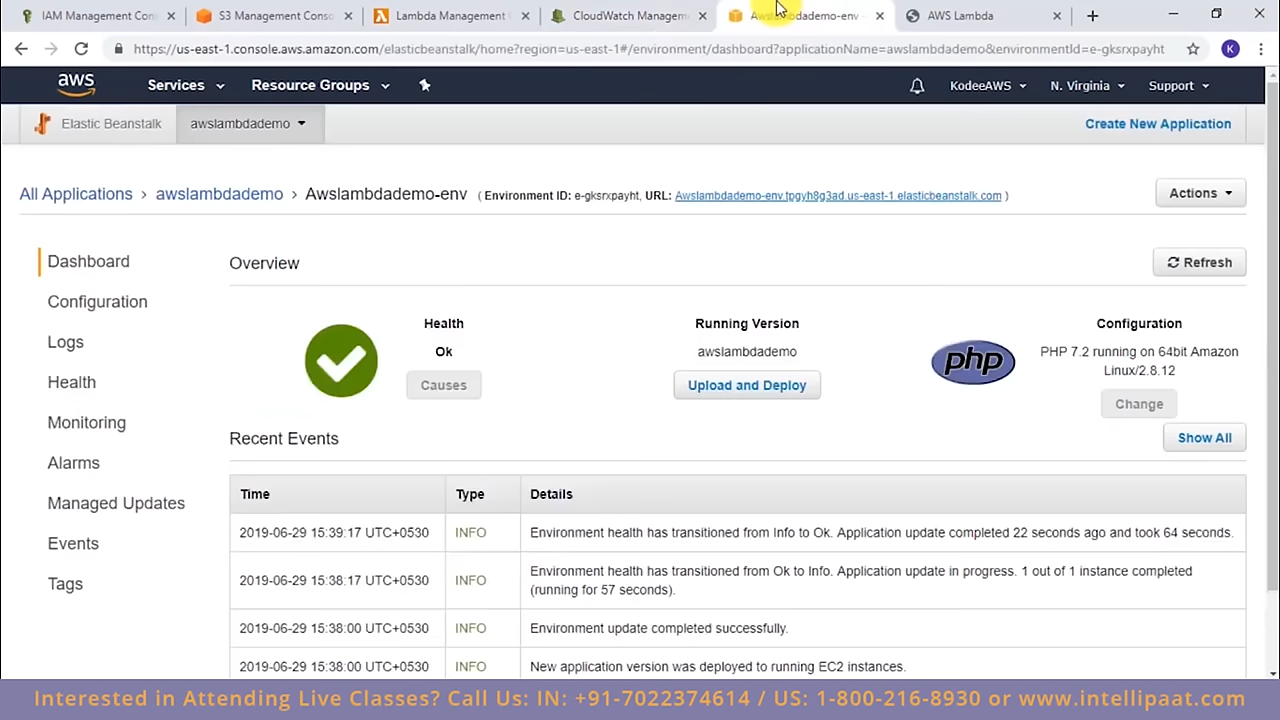 IAM Management Con
S3 Management Conso
Lambda Management C
CloudWatch Managem
Awslambdademo-env
AWS Lambda
https://us-east-1.console.aws.amazon.com/elasticbeanstalk/home?region=us-east-1#/environment/dashboard?applicationName=awslambdademo&environmentId=e-gksrxpayht
K
aws
Services
Resource Groups
KodeeAWS
N. Virginia
Support
Elastic Beanstalk
awslambdademo
Create New Application
All Applications › awslambdademo › Awslambdademo-env ( Environment ID: e-gksrxpayht, URL: Awslambdademo-env.tpgyh8g3ad.us-east-1.elasticbeanstalk.com )
Actions
Dashboard
Configuration
Logs
Health
Monitoring
Alarms
Managed Updates
Events
Tags
Overview
Refresh
Health
Ok
Causes
Running Version
awslambdademo
Upload and Deploy
php
Configuration
PHP 7.2 running on 64bit Amazon
Linux/2.8.12
Change
Recent Events
Show All
Time Type Details
2019-06-29 15:39:17 UTC+0530 INFO Environment health has transitioned from Info to Ok. Application update completed 22 seconds ago and took 64 seconds.
2019-06-29 15:38:17 UTC+0530 INFO Environment health has transitioned from Ok to Info. Application update in progress. 1 out of 1 instance completed
(running for 57 seconds).
2019-06-29 15:38:00 UTC+0530 INFO Environment update completed successfully.
2019-06-29 15:38:00 UTC+0530 INFO New application version was deployed to running EC2 instances.
Interested in Attending Live Classes? Call Us: IN: +91-7022374614 / US: 1-800-216-8930 or www.intellipaat.com